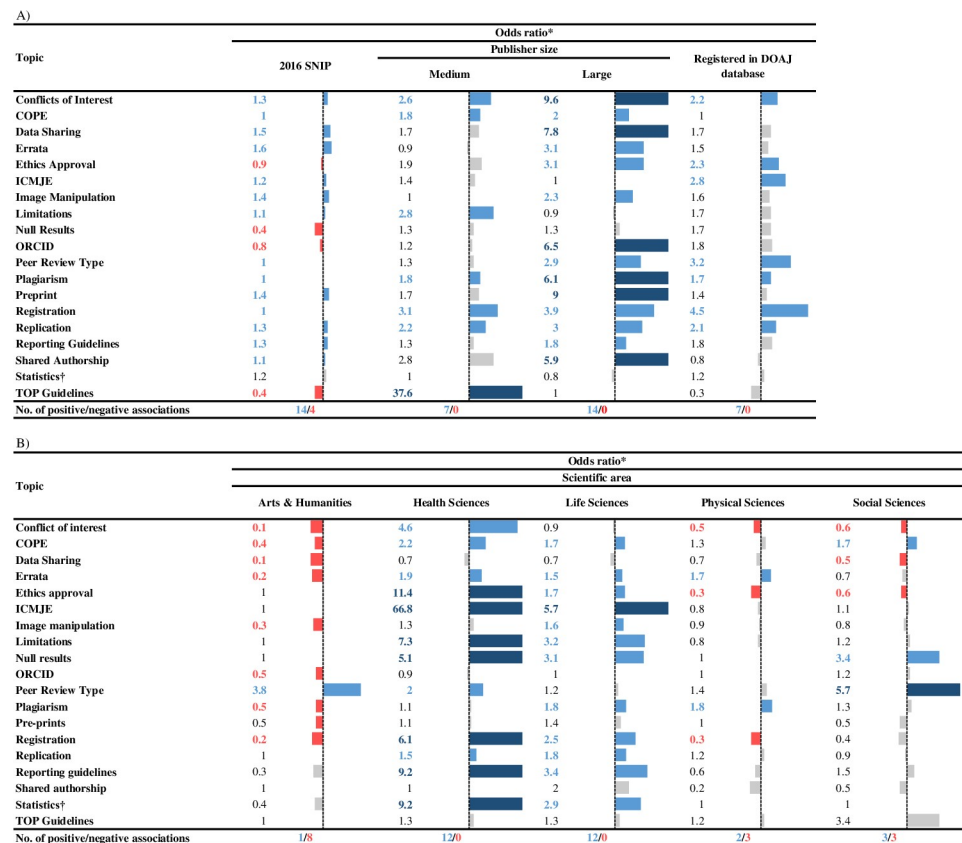 A)
Odds ratio*
Topic 2016 SNIP Publisher size Registered in DOAJ database
Medium Large
Conflicts of Interest 1.3 2.6 9.6 2.2
COPE 1 1.8 2 1
Data Sharing 1.5 1.7 7.8 1.7
Errata 1.6 0.9 3.1 1.5
Ethics Approval 0.9 1.9 3.1 2.3
ICMJE 1.2 1.4 1 2.8
Image Manipulation 1.4 1 2.3 1.6
Limitations 1.1 2.8 0.9 1.7
Null Results 0.4 1.3 1.3 1.7
ORCID 0.8 1.2 6.5 1.8
Peer Review Type 1 1.3 2.9 3.2
Plagiarism 1 1.8 6.1 1.7
Preprint 1.4 1.7 9 1.4
Registration 1 3.1 3.9 4.5
Replication 1.3 2.2 3 2.1
Reporting Guidelines 1.3 1.3 1.8 1.8
Shared Authorship 1.1 2.8 5.9 0.8
Statistics† 1.2 1 0.8 1.2
TOP Guidelines 0.4 37.6 1 0.3
No. of positive/negative associations 14/4 7/0 14/0 7/0
B)
Odds ratio*
Topic Scientific area
Arts & Humanities Health Sciences Life Sciences Physical Sciences Social Sciences
Conflict of interest 0.1 4.6 0.9 0.5 0.6
COPE 0.4 2.2 1.7 1.3 1.7
Data Sharing 0.1 0.7 0.7 0.7 0.5
Errata 0.2 1.9 1.5 1.7 0.7
Ethics approval 1 11.4 1.7 0.3 0.6
ICMJE 1 66.8 5.7 0.8 1.1
Image manipulation 0.3 1.3 1.6 0.9 0.8
Limitations 1 7.3 3.2 0.8 1.2
Null results 1 5.1 3.1 1 3.4
ORCID 0.5 0.9 1 1 1.2
Peer Review Type 3.8 2 1.2 1.4 5.7
Plagiarism 0.5 1.1 1.8 1.8 1.3
Pre-prints 0.5 1.1 1.4 1 0.5
Registration 0.2 6.1 2.5 0.3 0.4
Replication 1 1.5 1.8 1.2 0.9
Reporting guidelines 0.3 9.2 3.4 0.6 1.5
Shared authorship 1 1 2 0.2 0.5
Statistics† 0.4 9.2 2.9 1 1
TOP Guidelines 1 1.3 1.3 1.2 3.4
No. of positive/negative associations 1/8 12/0 12/0 2/3 3/3